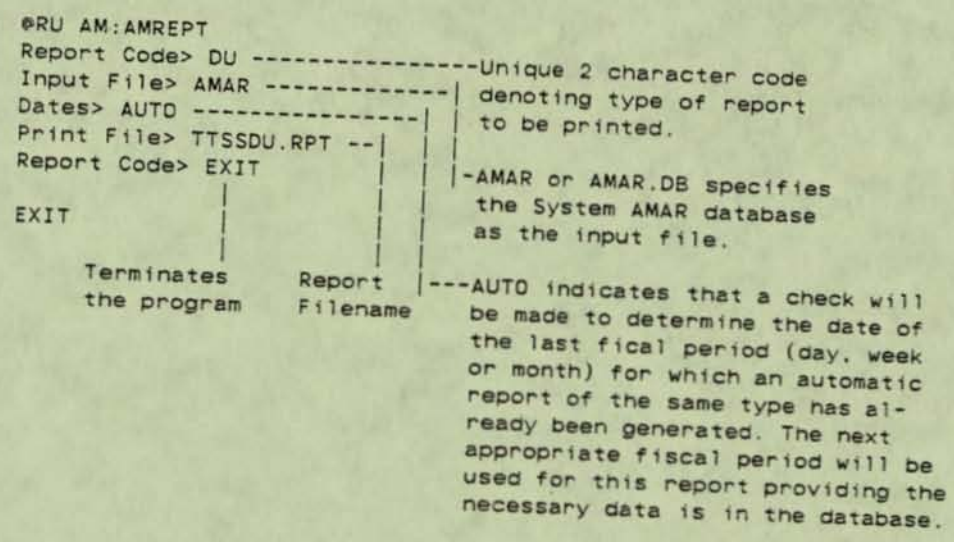 @RU AM:AMREPT
Report Code> DU ----------------Unique 2 character code
Input File> AMAR -------------| denoting type of report
Dates> AUTO ----------------| | to be printed.
Print File> TTSSDU.RPT --| | |
Report Code> EXIT | | |-AMAR or AMAR.DB specifies
| | | the System AMAR database
EXIT | | | as the input file.
Terminates Report |---AUTO indicates that a check will
the program Filename be made to determine the date of
the last fical period (day, week
or month) for which an automatic
report of the same type has al-
ready been generated. The next
appropriate fiscal period will be
used for this report providing the
necessary data is in the database.